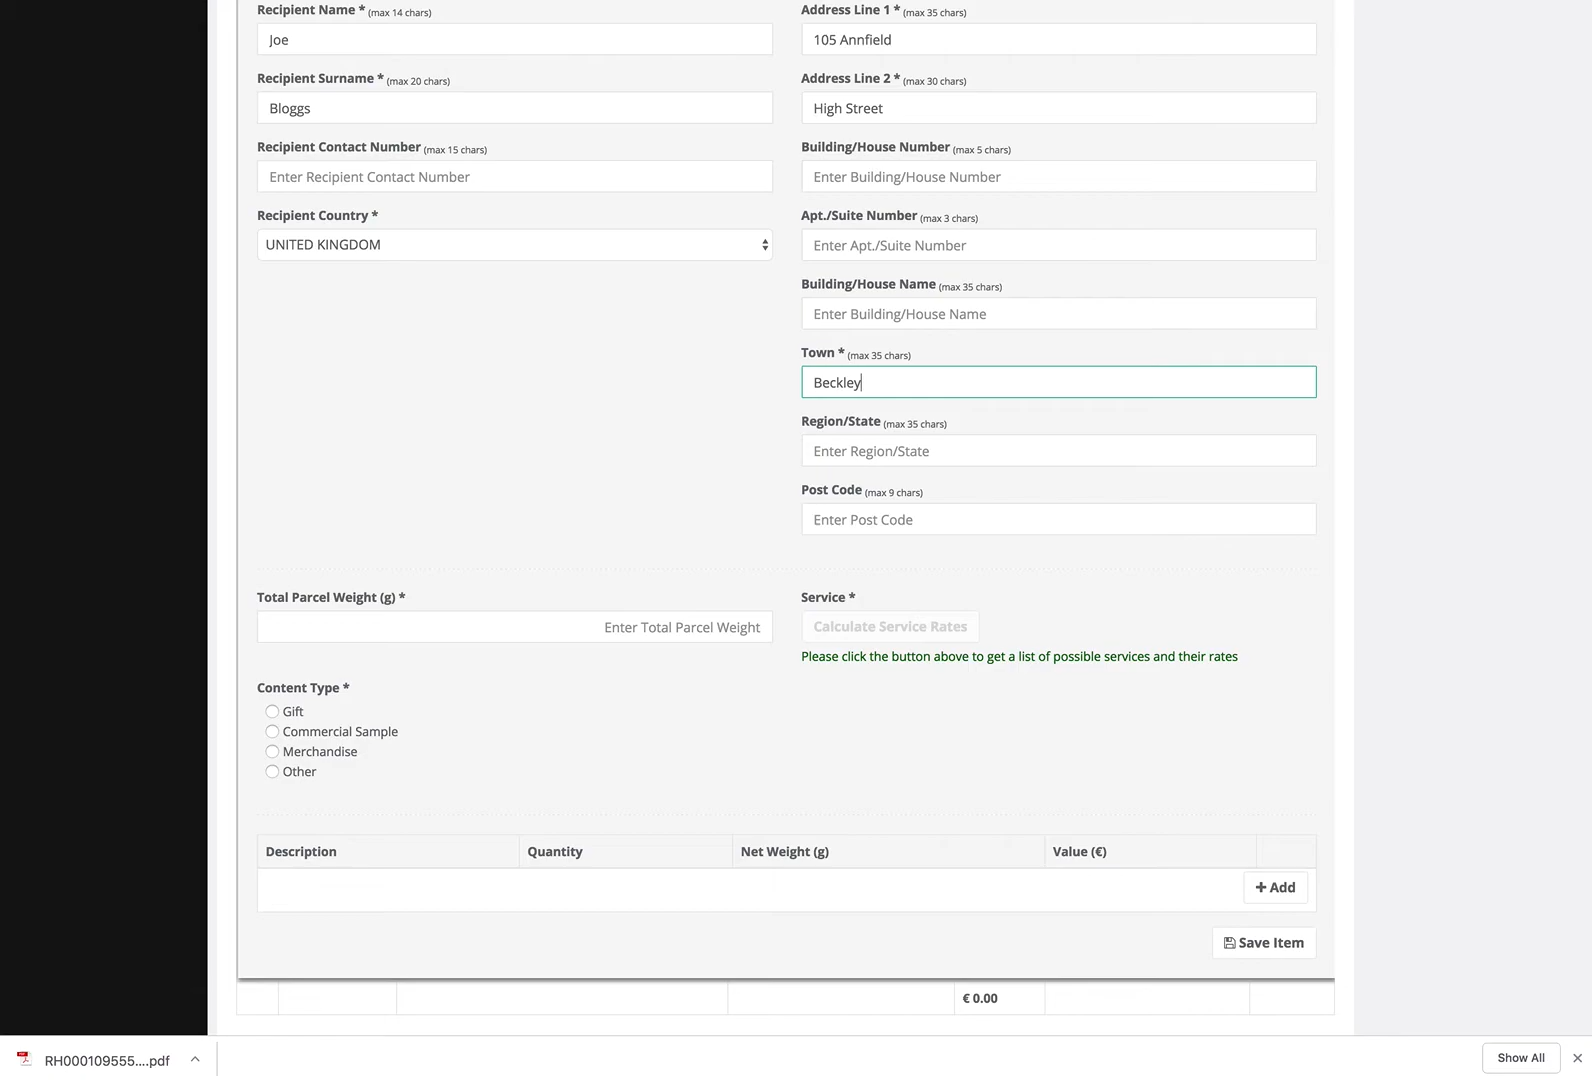 Recipient Name * (max 14 chars)
Joe
Recipient Surname * (max 20 chars)
Bloggs
Recipient Contact Number (max 15 chars)
Enter Recipient Contact Number
Recipient Country *
UNITED KINGDOM
Address Line 1 * (max 35 chars)
105 Annfield
Address Line 2 * (max 30 chars)
High Street
Building/House Number (max 5 chars)
Enter Building/House Number
Apt./Suite Number (max 3 chars)
Enter Apt./Suite Number
Building/House Name (max 35 chars)
Enter Building/House Name
Town * (max 35 chars)
Beckley
Region/State (max 35 chars)
Enter Region/State
Post Code (max 9 chars)
Enter Post Code
Total Parcel Weight (g) *
Enter Total Parcel Weight
Service *
Calculate Service Rates
Please click the button above to get a list of possible services and their rates
Content Type *
Gift
Commercial Sample
Merchandise
Other
Description Quantity Net Weight (g) Value (€)
+ Add
Save Item
€ 0.00
RH000109555....pdf
Show All